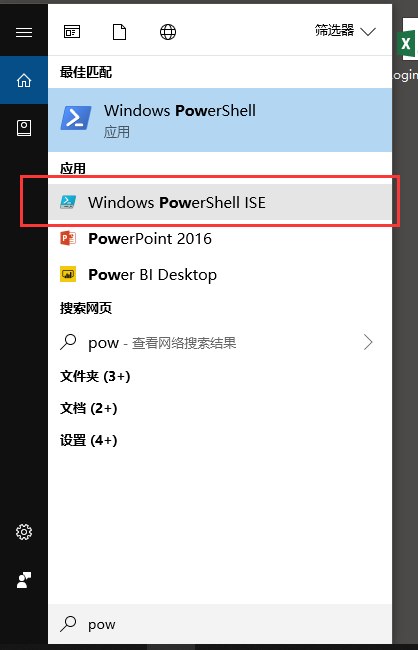 筛选器
最佳匹配
Windows PowerShell
应用
应用
Windows PowerShell ISE
PowerPoint 2016
Power BI Desktop
搜索网页
pow - 查看网络搜索结果
文件夹 (3+)
文档 (2+)
设置 (4+)
pow